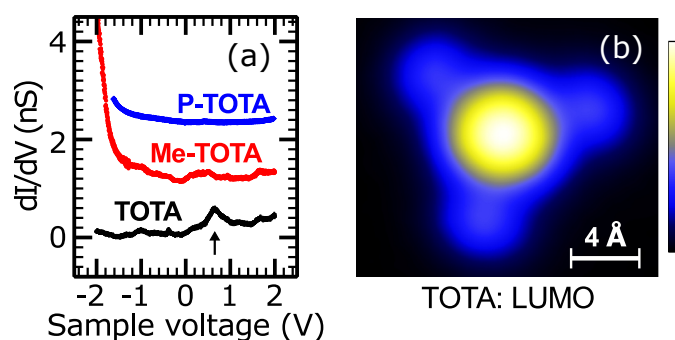 (a)
P-TOTA
Me-TOTA
TOTA
4
2
0
dI/dV (nS)
-2 -1 0 1 2
Sample voltage (V)
(b)
4 Å
TOTA: LUMO